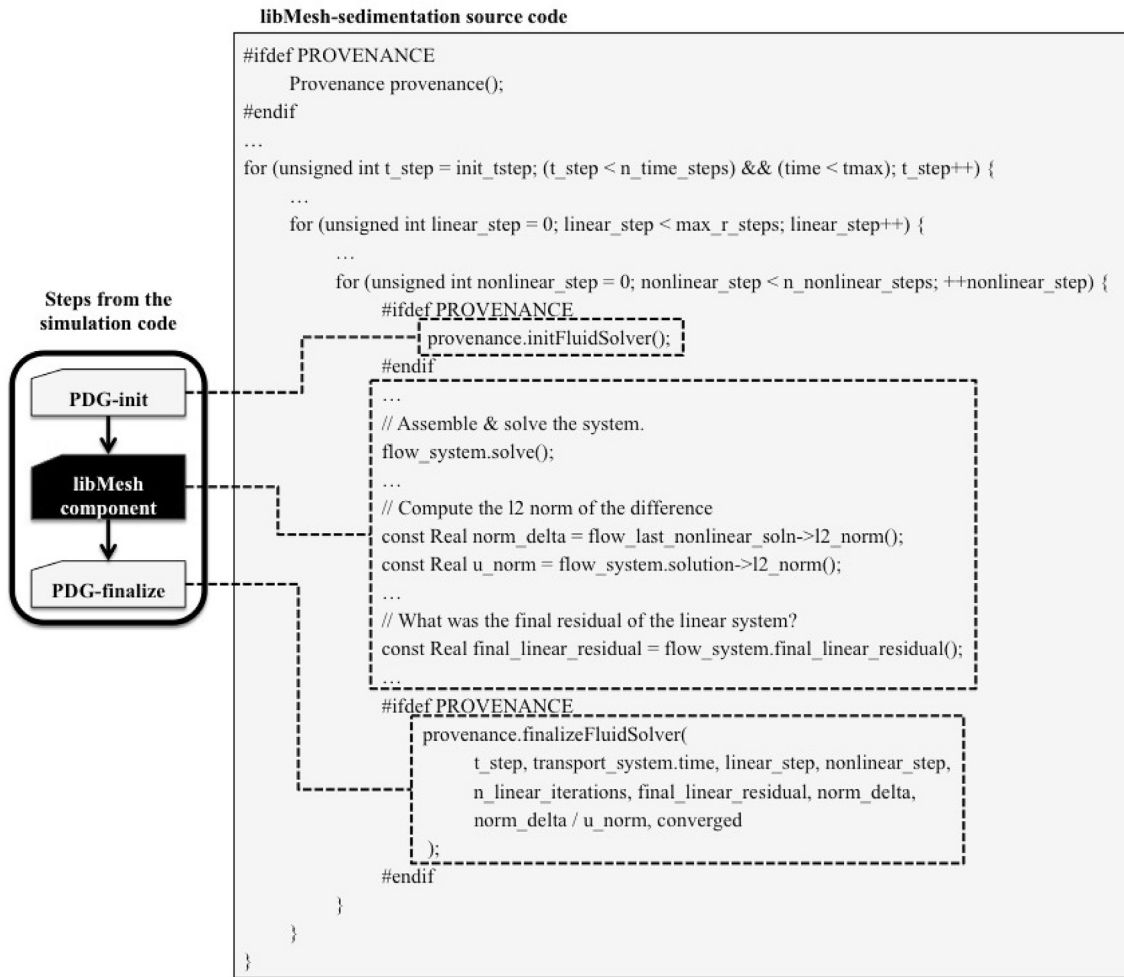 libMesh-sedimentation source code
#ifdef PROVENANCE
Provenance provenance();
#endif
…
for (unsigned int t_step = init_tstep; (t_step < n_time_steps) && (time < tmax); t_step++) {
…
for (unsigned int linear_step = 0; linear_step < max_r_steps; linear_step++) {
…
for (unsigned int nonlinear_step = 0; nonlinear_step < n_nonlinear_steps; ++nonlinear_step) {
#ifdef PROVENANCE
provenance.initFluidSolver();
#endif
…
// Assemble & solve the system.
flow_system.solve();
…
// Compute the l2 norm of the difference
const Real norm_delta = flow_last_nonlinear_soln->l2_norm();
const Real u_norm = flow_system.solution->l2_norm();
…
// What was the final residual of the linear system?
const Real final_linear_residual = flow_system.final_linear_residual();
…
#ifdef PROVENANCE
provenance.finalizeFluidSolver(
t_step, transport_system.time, linear_step, nonlinear_step,
n_linear_iterations, final_linear_residual, norm_delta,
norm_delta / u_norm, converged
);
#endif
}
}
}
Steps from the
simulation code
PDG-init
libMesh
component
PDG-finalize